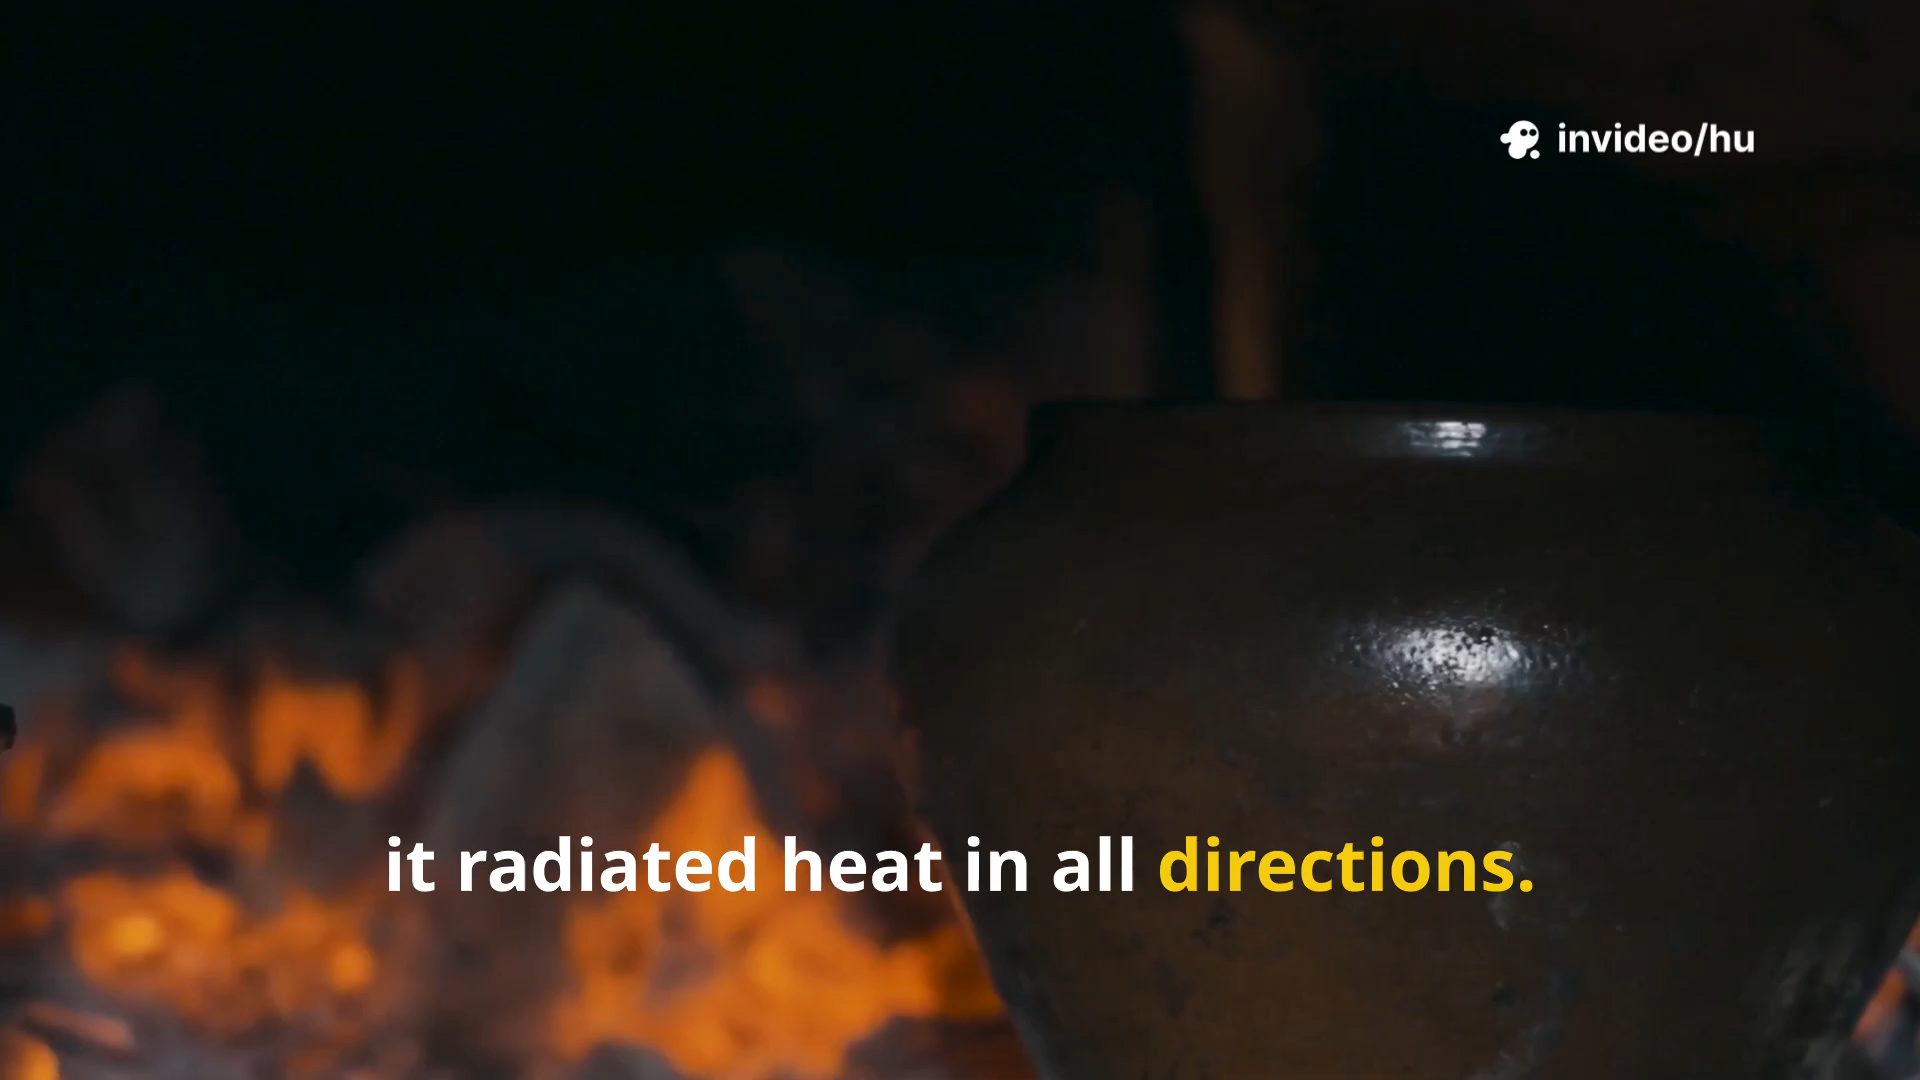 invideo/hu
it radiated heat in all directions.